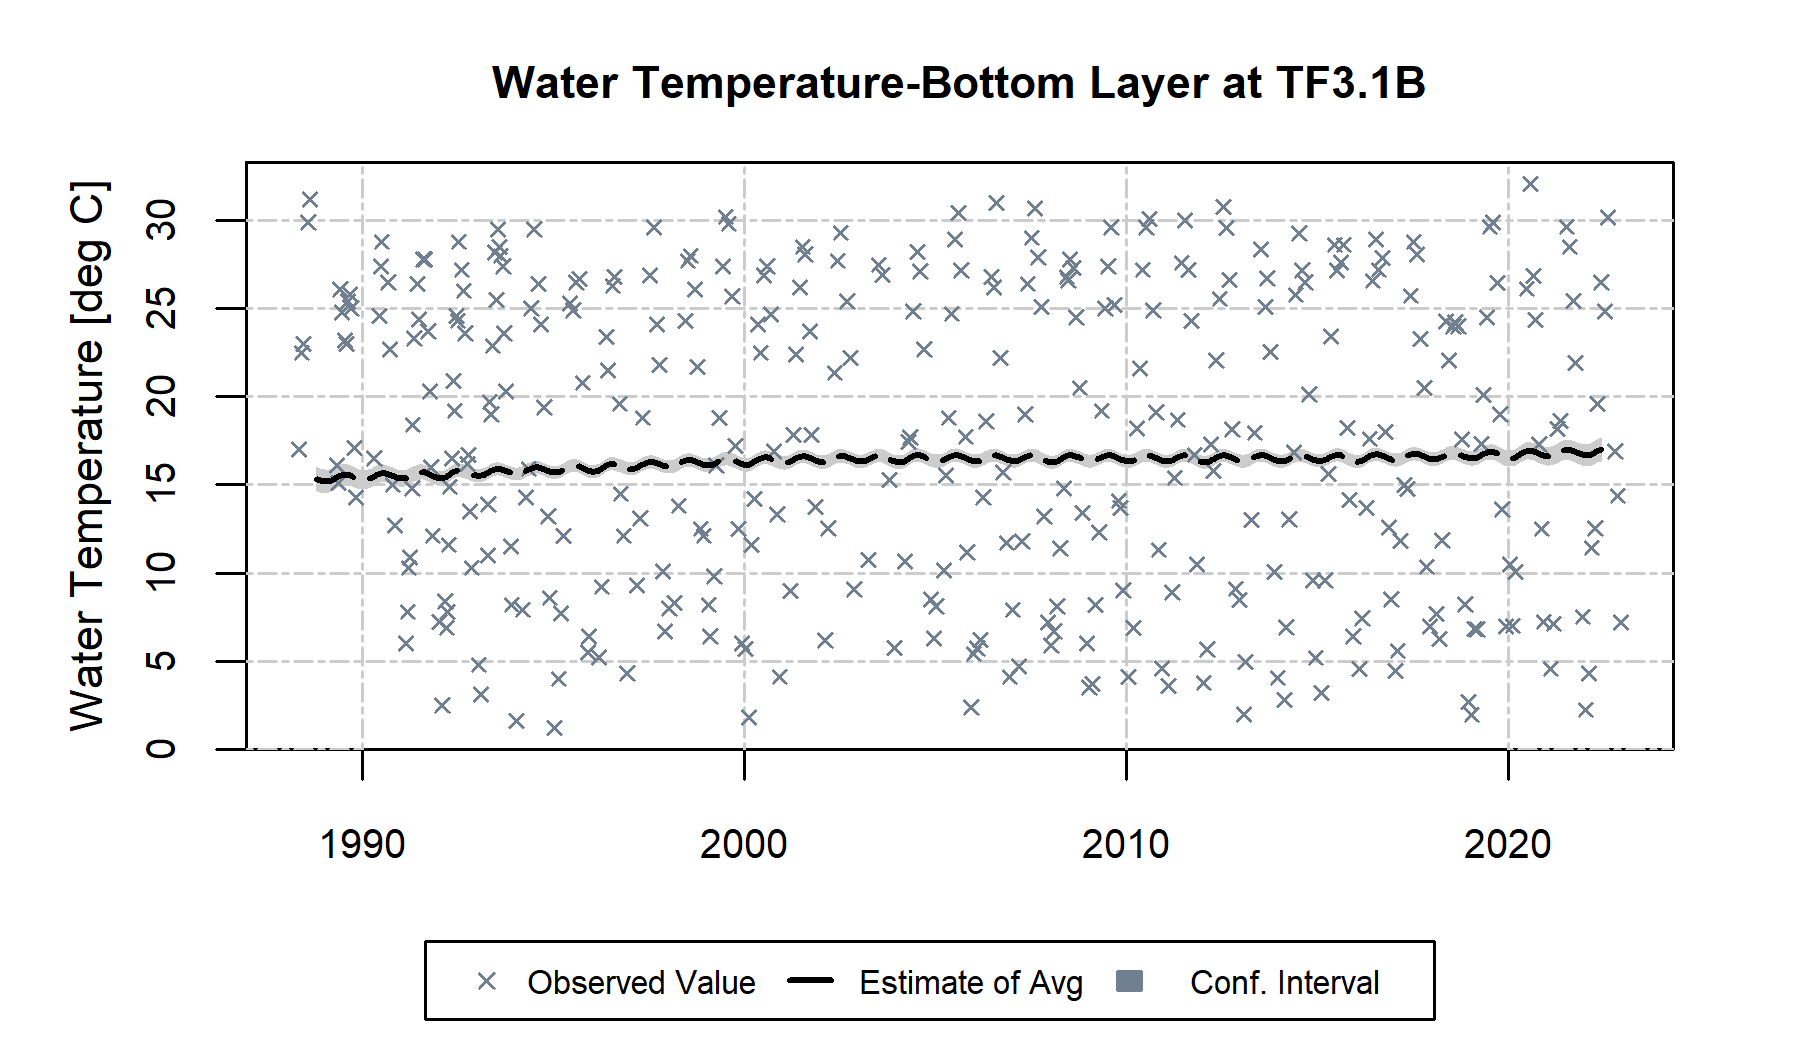 Water Temperature-Bottom Layer at TF3.1B
Water Temperature [deg C]
30
25
20
15
10
5
0
1990 2000 2010 2020
Observed Value Estimate of Avg Conf. Interval